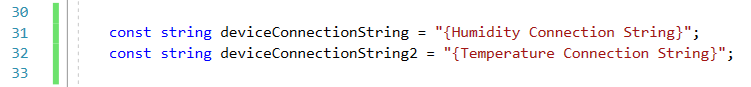 30
31 const string deviceConnectionString = "{Humidity Connection String}";
32 const string deviceConnectionString2 = "{Temperature Connection String}";
33